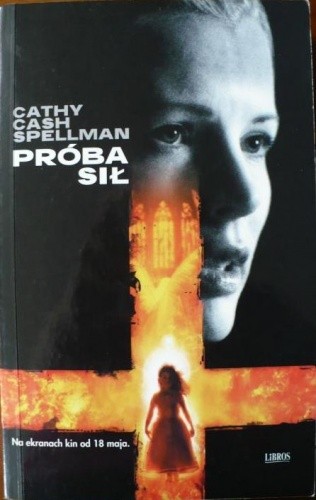 CATHY
CASH
SPELLMAN
PRÓBA
SIŁ
Na ekranach kin od 18 maja.
LIBROS